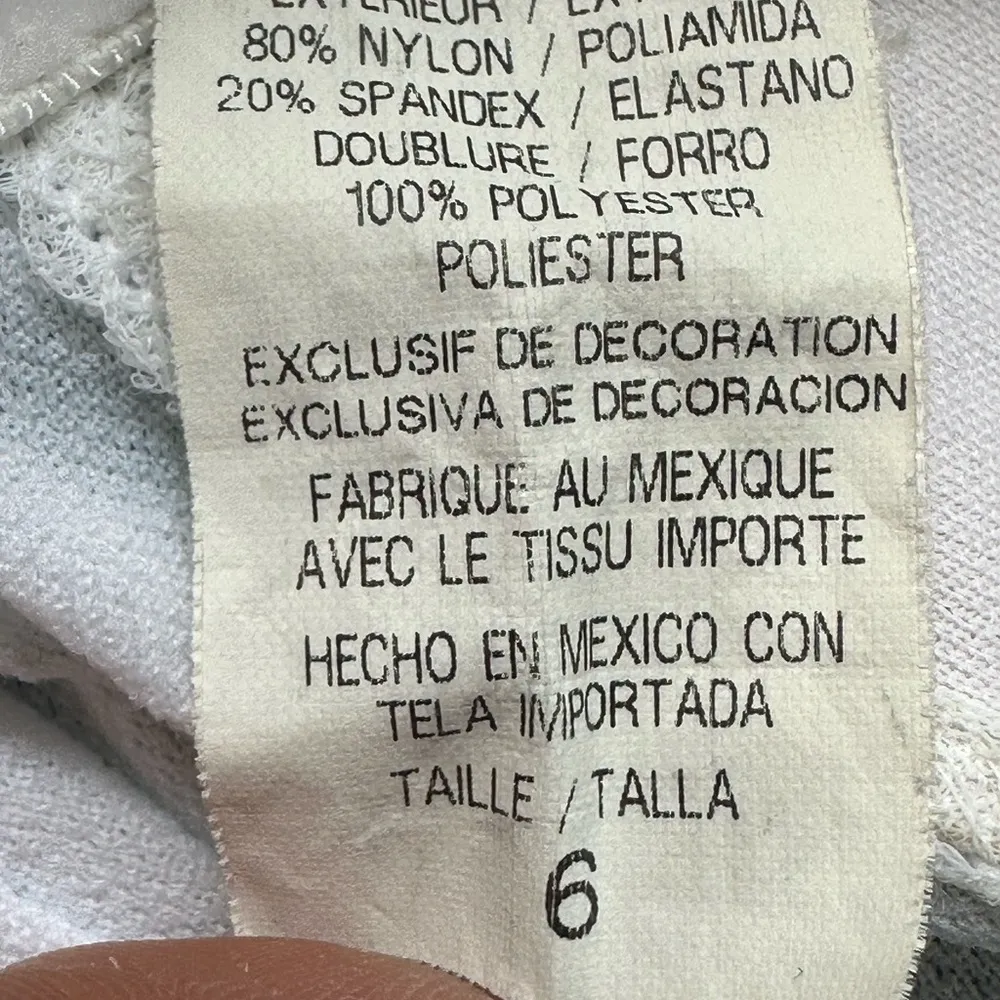 EXTERIEUR /
80% NYLON / POLIAMIDA
20% SPANDEX / ELASTANO
DOUBLURE / FORRO
100% POLYESTER
POLIESTER
EXCLUSIF DE DECORATION
EXCLUSIVA DE DECORACION
FABRIQUE AU MEXIQUE
AVEC LE TISSU IMPORTE
HECHO EN MEXICO CON
TELA IMPORTADA
TAILLE / TALLA
6